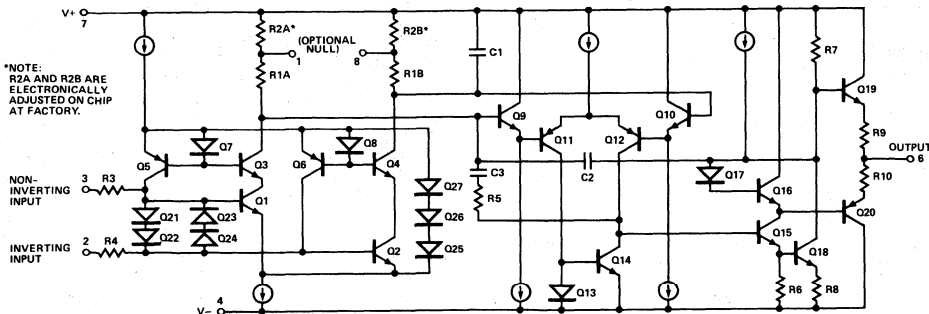 V+ 7
R2A*
R2B*
(OPTIONAL NULL)
1
8
R1A
R1B
C1
R7
*NOTE:
R2A AND R2B ARE
ELECTRONICALLY
ADJUSTED ON CHIP
AT FACTORY.
Q19
Q9
Q10
Q11
Q12
R9
OUTPUT
6
R10
Q7
Q8
Q5
Q3
Q6
Q4
C3
C2
Q17
Q16
Q20
NON-
INVERTING
INPUT
3
R3
Q1
Q27
R5
Q21
Q23
Q26
Q15
Q22
Q24
Q25
INVERTING
INPUT
2
R4
Q2
Q14
Q18
Q13
R6
R8
4
V–